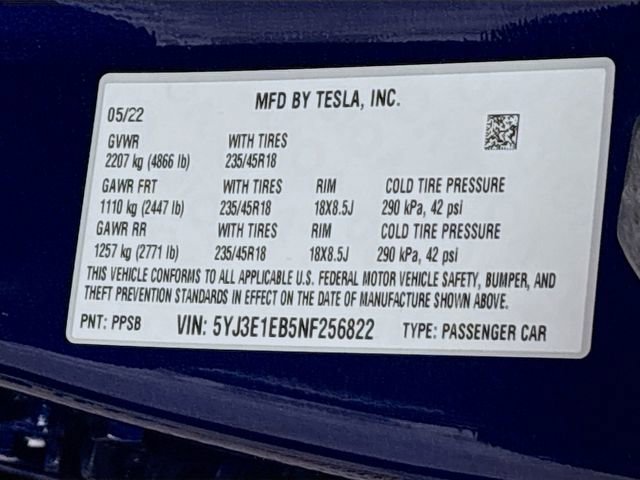 MFD BY TESLA, INC.
05/22
GVWR WITH TIRES
2207 kg (4866 lb) 235/45R18
GAWR FRT WITH TIRES RIM COLD TIRE PRESSURE
1110 kg (2447 lb) 235/45R18 18X8.5J 290 kPa, 42 psi
GAWR RR WITH TIRES RIM COLD TIRE PRESSURE
1257 kg (2771 lb) 235/45R18 18X8.5J 290 kPa, 42 psi
THIS VEHICLE CONFORMS TO ALL APPLICABLE U.S. FEDERAL MOTOR VEHICLE SAFETY, BUMPER, AND
THEFT PREVENTION STANDARDS IN EFFECT ON THE DATE OF MANUFACTURE SHOWN ABOVE.
PNT: PPSB VIN: 5YJ3E1EB5NF256822 TYPE: PASSENGER CAR